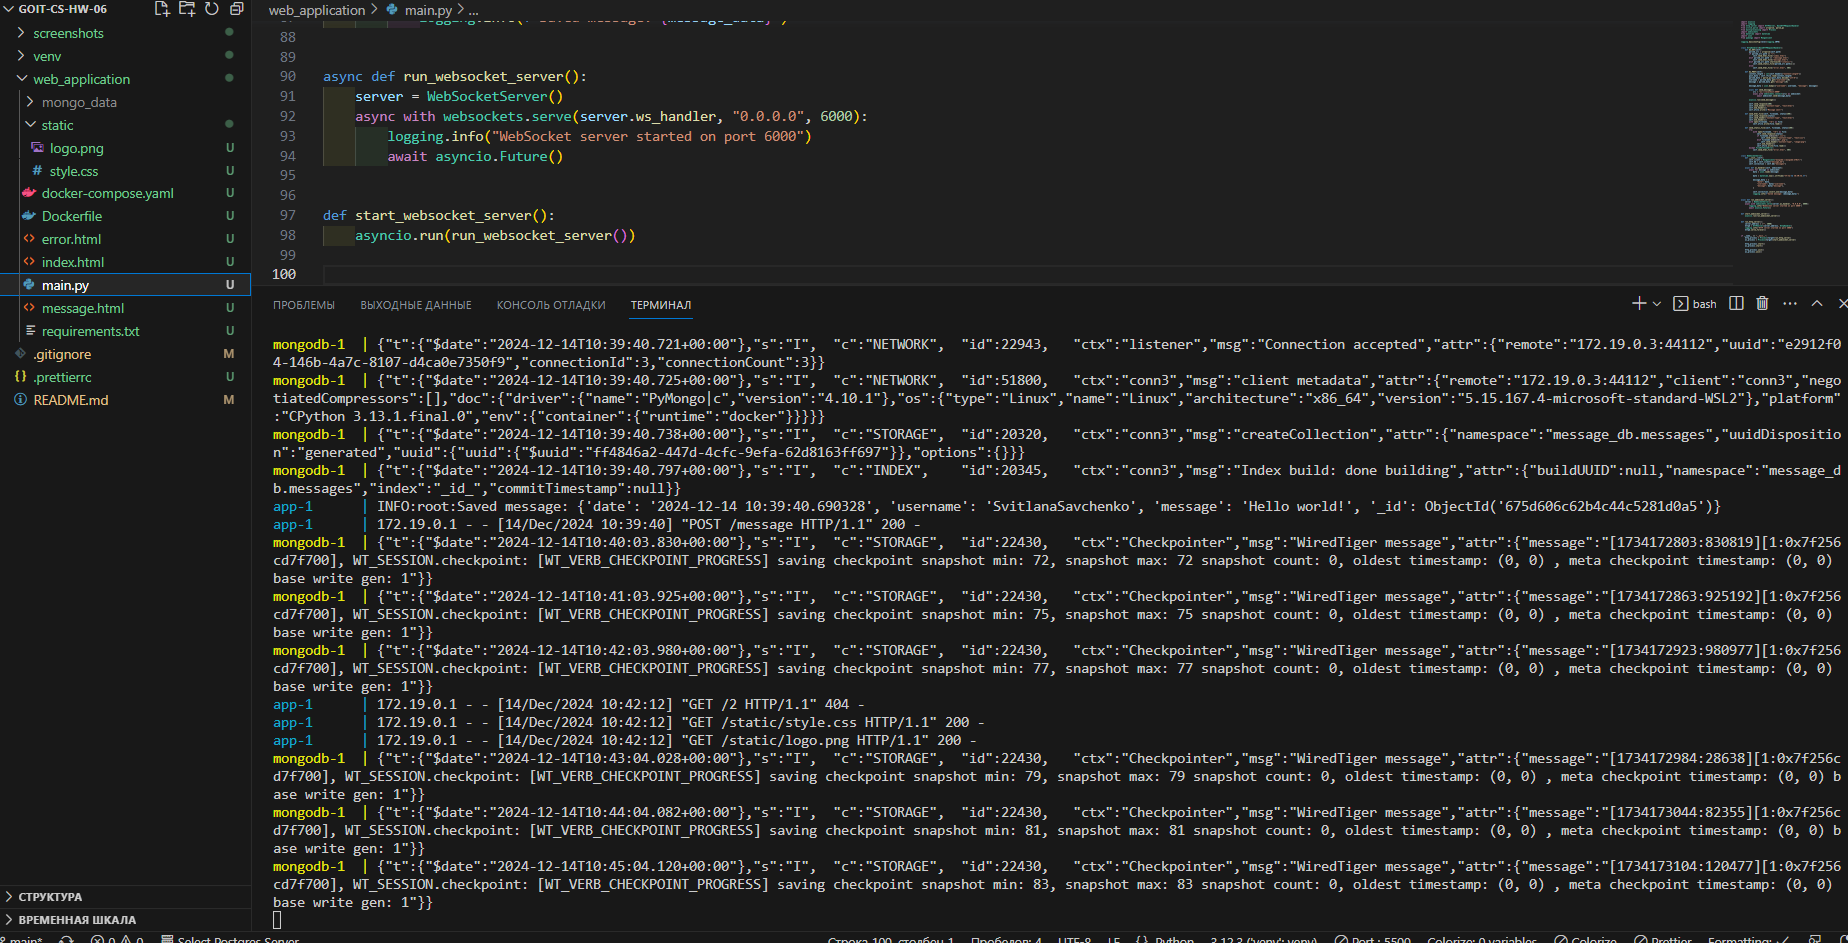 GOIT-CS-HW-06
web_application > main.py > ...
screenshots
venv
web_application
mongo_data
static
logo.png U
style.css U
docker-compose.yaml U
Dockerfile U
error.html U
index.html U
main.py U
message.html U
requirements.txt U
.gitignore M
.prettierrc U
README.md M
СТРУКТУРА
ВРЕМЕННАЯ ШКАЛА
88
89
90 async def run_websocket_server():
91 server = WebSocketServer()
92 async with websockets.serve(server.ws_handler, "0.0.0.0", 6000):
93 logging.info("WebSocket server started on port 6000")
94 await asyncio.Future()
95
96
97 def start_websocket_server():
98 asyncio.run(run_websocket_server())
99
100
ПРОБЛЕМЫ ВЫХОДНЫЕ ДАННЫЕ КОНСОЛЬ ОТЛАДКИ ТЕРМИНАЛ bash
mongodb-1 | {"t":{"$date":"2024-12-14T10:39:40.721+00:00"},"s":"I", "c":"NETWORK", "id":22943, "ctx":"listener","msg":"Connection accepted","attr":{"remote":"172.19.0.3:44112","uuid":"e2912f0
4-146b-4a7c-8107-d4ca0e7350f9","connectionId":3,"connectionCount":3}}
mongodb-1 | {"t":{"$date":"2024-12-14T10:39:40.725+00:00"},"s":"I", "c":"NETWORK", "id":51800, "ctx":"conn3","msg":"client metadata","attr":{"remote":"172.19.0.3:44112","client":"conn3","nego
tiatedCompressors":[],"doc":{"driver":{"name":"PyMongo|c","version":"4.10.1"},"os":{"type":"Linux","name":"Linux","architecture":"x86_64","version":"5.15.167.4-microsoft-standard-WSL2"},"platform"
:"CPython 3.13.1.final.0","env":{"container":{"runtime":"docker"}}}}}
mongodb-1 | {"t":{"$date":"2024-12-14T10:39:40.738+00:00"},"s":"I", "c":"STORAGE", "id":20320, "ctx":"conn3","msg":"createCollection","attr":{"namespace":"message_db.messages","uuidDispositio
n":"generated","uuid":{"uuid":{"$uuid":"ff4846a2-447d-4cfc-9efa-62d8163ff697"}},"options":{}}}
mongodb-1 | {"t":{"$date":"2024-12-14T10:39:40.797+00:00"},"s":"I", "c":"INDEX", "id":20345, "ctx":"conn3","msg":"Index build: done building","attr":{"buildUUID":null,"namespace":"message_d
b.messages","index":"_id_","commitTimestamp":null}}
app-1 | INFO:root:Saved message: {'date': '2024-12-14 10:39:40.690328', 'username': 'SvitlanaSavchenko', 'message': 'Hello world!', '_id': ObjectId('675d606c62b4c44c5281d0a5')}
app-1 | 172.19.0.1 - - [14/Dec/2024 10:39:40] "POST /message HTTP/1.1" 200 -
mongodb-1 | {"t":{"$date":"2024-12-14T10:40:03.830+00:00"},"s":"I", "c":"STORAGE", "id":22430, "ctx":"Checkpointer","msg":"WiredTiger message","attr":{"message":"[1734172803:830819][1:0x7f256
cd7f700], WT_SESSION.checkpoint: [WT_VERB_CHECKPOINT_PROGRESS] saving checkpoint snapshot min: 72, snapshot max: 72 snapshot count: 0, oldest timestamp: (0, 0) , meta checkpoint timestamp: (0, 0)
base write gen: 1"}}
mongodb-1 | {"t":{"$date":"2024-12-14T10:41:03.925+00:00"},"s":"I", "c":"STORAGE", "id":22430, "ctx":"Checkpointer","msg":"WiredTiger message","attr":{"message":"[1734172863:925192][1:0x7f256
cd7f700], WT_SESSION.checkpoint: [WT_VERB_CHECKPOINT_PROGRESS] saving checkpoint snapshot min: 75, snapshot max: 75 snapshot count: 0, oldest timestamp: (0, 0) , meta checkpoint timestamp: (0, 0)
base write gen: 1"}}
mongodb-1 | {"t":{"$date":"2024-12-14T10:42:03.980+00:00"},"s":"I", "c":"STORAGE", "id":22430, "ctx":"Checkpointer","msg":"WiredTiger message","attr":{"message":"[1734172923:980977][1:0x7f256
cd7f700], WT_SESSION.checkpoint: [WT_VERB_CHECKPOINT_PROGRESS] saving checkpoint snapshot min: 77, snapshot max: 77 snapshot count: 0, oldest timestamp: (0, 0) , meta checkpoint timestamp: (0, 0)
base write gen: 1"}}
app-1 | 172.19.0.1 - - [14/Dec/2024 10:42:12] "GET /2 HTTP/1.1" 404 -
app-1 | 172.19.0.1 - - [14/Dec/2024 10:42:12] "GET /static/style.css HTTP/1.1" 200 -
app-1 | 172.19.0.1 - - [14/Dec/2024 10:42:12] "GET /static/logo.png HTTP/1.1" 200 -
mongodb-1 | {"t":{"$date":"2024-12-14T10:43:04.028+00:00"},"s":"I", "c":"STORAGE", "id":22430, "ctx":"Checkpointer","msg":"WiredTiger message","attr":{"message":"[1734172984:28638][1:0x7f256c
d7f700], WT_SESSION.checkpoint: [WT_VERB_CHECKPOINT_PROGRESS] saving checkpoint snapshot min: 79, snapshot max: 79 snapshot count: 0, oldest timestamp: (0, 0) , meta checkpoint timestamp: (0, 0) b
ase write gen: 1"}}
mongodb-1 | {"t":{"$date":"2024-12-14T10:44:04.082+00:00"},"s":"I", "c":"STORAGE", "id":22430, "ctx":"Checkpointer","msg":"WiredTiger message","attr":{"message":"[1734173044:82355][1:0x7f256c
d7f700], WT_SESSION.checkpoint: [WT_VERB_CHECKPOINT_PROGRESS] saving checkpoint snapshot min: 81, snapshot max: 81 snapshot count: 0, oldest timestamp: (0, 0) , meta checkpoint timestamp: (0, 0) b
ase write gen: 1"}}
mongodb-1 | {"t":{"$date":"2024-12-14T10:45:04.120+00:00"},"s":"I", "c":"STORAGE", "id":22430, "ctx":"Checkpointer","msg":"WiredTiger message","attr":{"message":"[1734173104:120477][1:0x7f256
cd7f700], WT_SESSION.checkpoint: [WT_VERB_CHECKPOINT_PROGRESS] saving checkpoint snapshot min: 83, snapshot max: 83 snapshot count: 0, oldest timestamp: (0, 0) , meta checkpoint timestamp: (0, 0)
base write gen: 1"}}
main* 0 0 Select Postgres Server Строка 100, столбец 1 Пробелов: 4 UTF-8 LF {} Python 3.12.3 ('venv': venv) Port : 5500 Colorize: 0 variables Colorize Prettier Formatting: